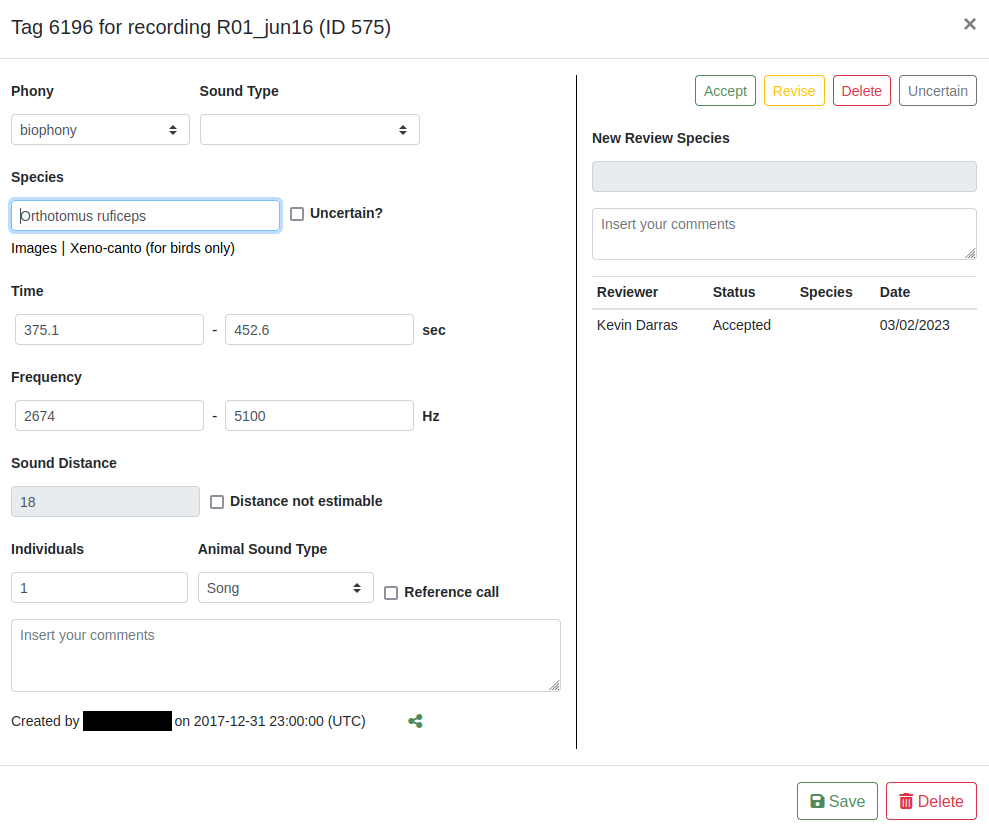 Tag 6196 for recording R01_jun16 (ID 575)
×
Phony Sound Type
biophony
Species
Orthotomus ruficeps Uncertain?
Images | Xeno-canto (for birds only)
Time
375.1 - 452.6 sec
Frequency
2674 - 5100 Hz
Sound Distance
18 Distance not estimable
Individuals Animal Sound Type
1 Song Reference call
Insert your comments
Created by on 2017-12-31 23:00:00 (UTC)
Accept Revise Delete Uncertain
New Review Species
Insert your comments
Reviewer Status Species Date
Kevin Darras Accepted 03/02/2023
Save Delete